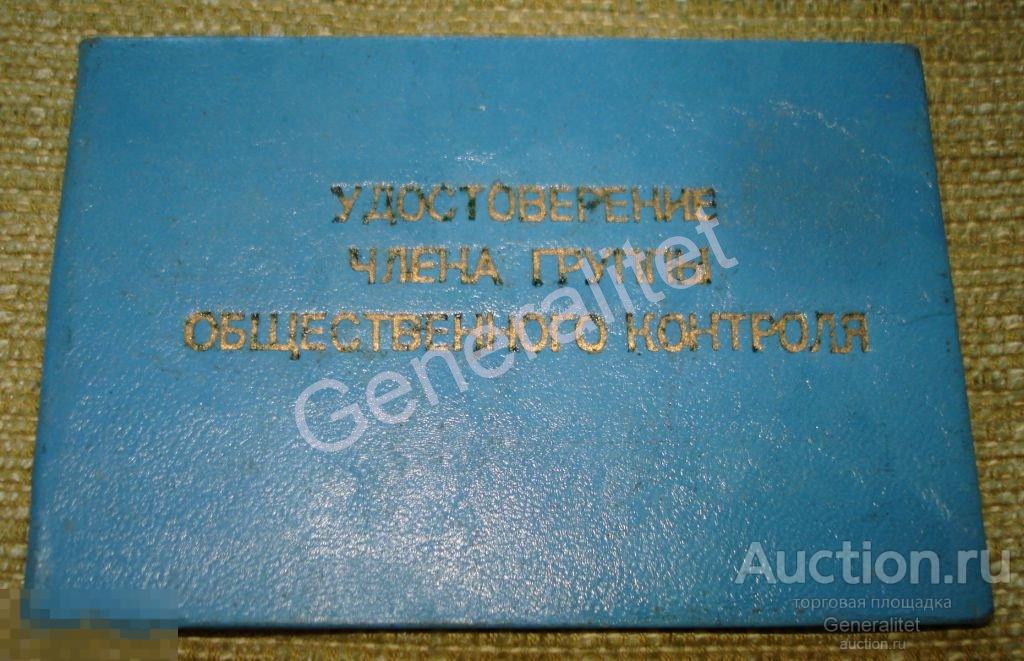 УДОСТОВЕРЕНИЕ
ЧЛЕНА ГРУППЫ
ОБЩЕСТВЕННОГО КОНТРОЛЯ
Generalitet
Auction.ru
торговая площадка
Generalitet
auction.ru